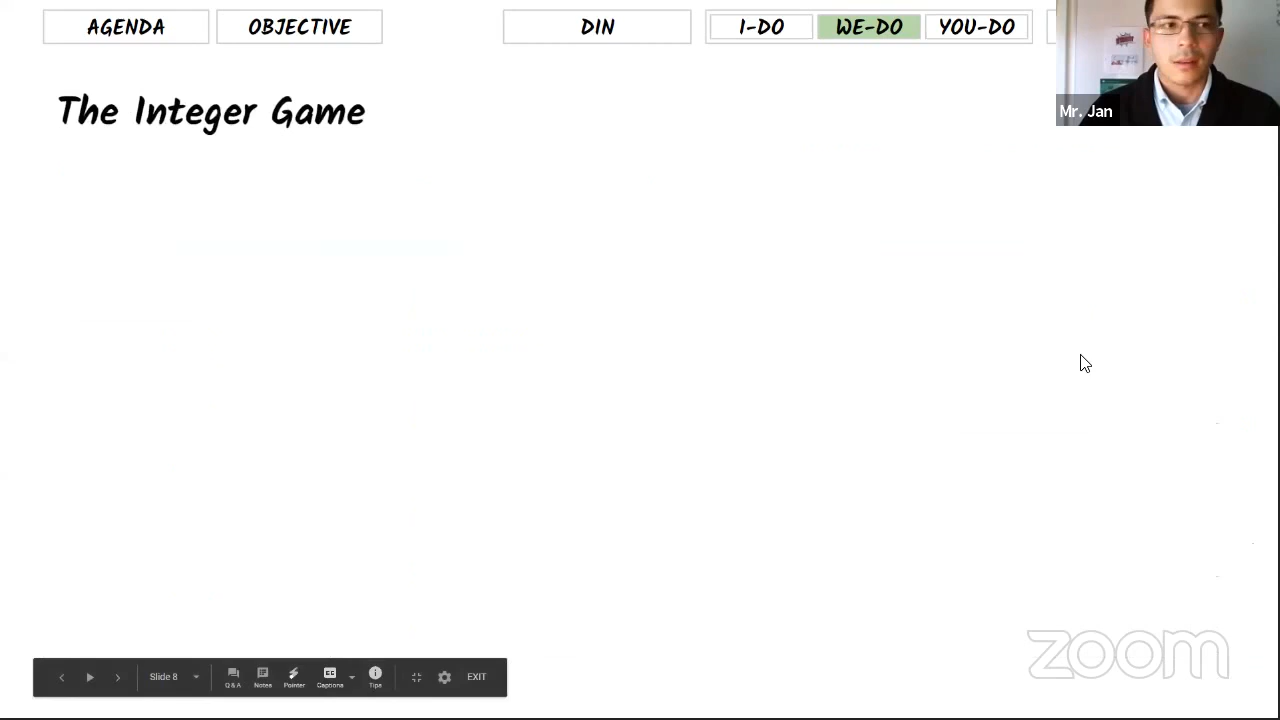 AGENDA
OBJECTIVE
DIN
I-DO
WE-DO
YOU-DO
The Integer Game
Mr. Jan
Slide 8
Q & A
Notes
Pointer
CC
Captions
Tips
EXIT
zoom